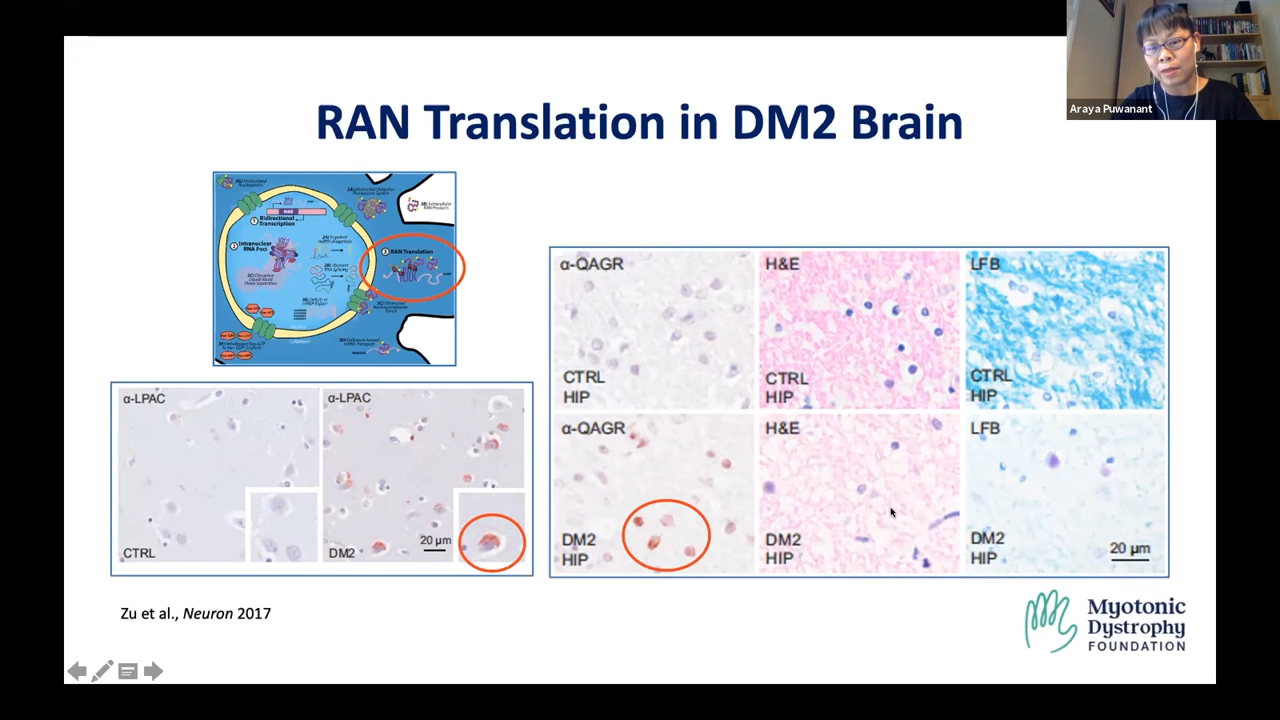 Araya Puwanant
RAN Translation in DM2 Brain
Bidirectional
Transcription
Intranuclear
RNA Foci
RAN Translation
α-LPAC
CTRL
α-LPAC
DM2
20 μm
α-QAGR
CTRL
HIP
H&E
CTRL
HIP
LFB
CTRL
HIP
α-QAGR
DM2
HIP
H&E
DM2
HIP
LFB
DM2
HIP
20 μm
Zu et al., Neuron 2017
Myotonic
Dystrophy
FOUNDATION